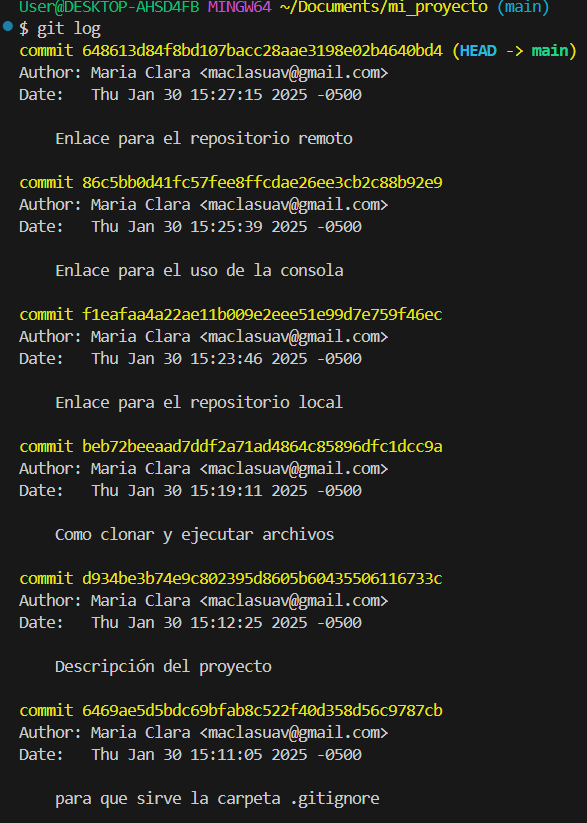 User@DESKTOP-AHSD4FB MINGW64 ~/Documents/mi_proyecto (main)
$ git log
commit 648613d84f8bd107bacc28aae3198e02b4640bd4 (HEAD -> main)
Author: Maria Clara <maclasuav@gmail.com>
Date:   Thu Jan 30 15:27:15 2025 -0500
Enlace para el repositorio remoto
commit 86c5bb0d41fc57fee8ffcdae26ee3cb2c88b92e9
Author: Maria Clara <maclasuav@gmail.com>
Date:   Thu Jan 30 15:25:39 2025 -0500
Enlace para el uso de la consola
commit f1eafaa4a22ae11b009e2eee51e99d7e759f46ec
Author: Maria Clara <maclasuav@gmail.com>
Date:   Thu Jan 30 15:23:46 2025 -0500
Enlace para el repositorio local
commit beb72beeaad7ddf2a71ad4864c85896dfc1dcc9a
Author: Maria Clara <maclasuav@gmail.com>
Date:   Thu Jan 30 15:19:11 2025 -0500
Como clonar y ejecutar archivos
commit d934be3b74e9c802395d8605b60435506116733c
Author: Maria Clara <maclasuav@gmail.com>
Date:   Thu Jan 30 15:12:25 2025 -0500
Descripción del proyecto
commit 6469ae5d5bdc69bfab8c522f40d358d56c9787cb
Author: Maria Clara <maclasuav@gmail.com>
Date:   Thu Jan 30 15:11:05 2025 -0500
para que sirve la carpeta .gitignore